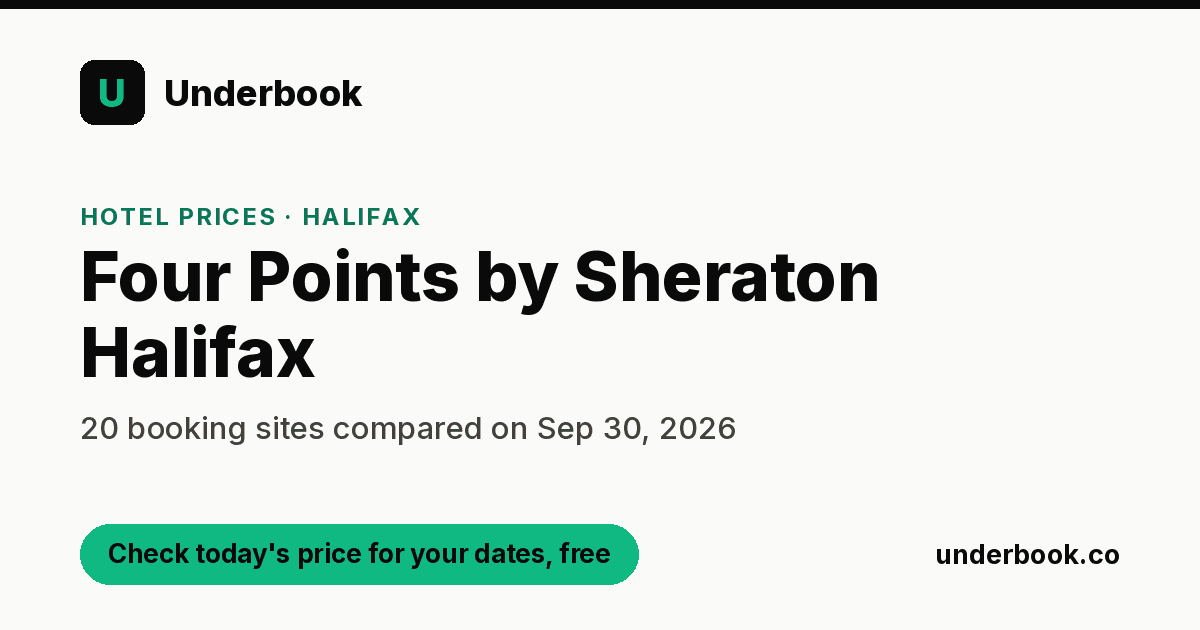 U
Underbook
HOTEL PRICES · HALIFAX
Four Points by Sheraton
Halifax
20 booking sites compared on Sep 30, 2026
Check today's price for your dates, free
underbook.co